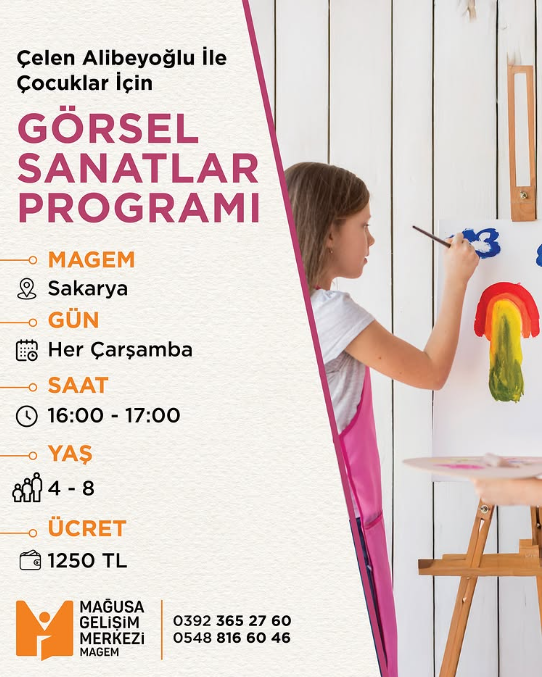 Çelen Alibeyoğlu İle
Çocuklar İçin
GÖRSEL
SANATLAR
PROGRAMI
MAGEM
Sakarya
GÜN
Her Çarşamba
SAAT
16:00 - 17:00
YAŞ
4 - 8
ÜCRET
1250 TL
MAĞUSA
GELİŞİM
MERKEZİ
MAGEM
0392 365 27 60
0548 816 60 46